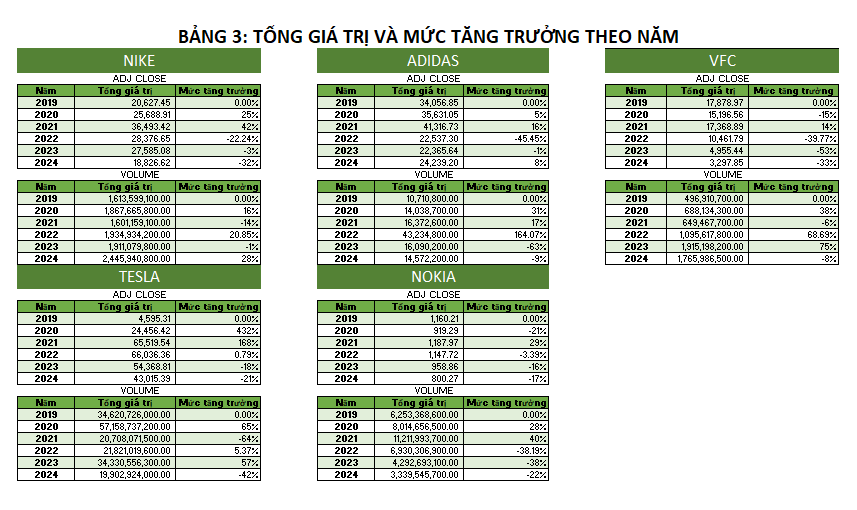 BẢNG 3: TỔNG GIÁ TRỊ VÀ MỨC TĂNG TRƯỞNG THEO NĂM
NIKE
ADJ CLOSE
Năm Tổng giá trị Mức tăng trưởng
2019 20,627.45 0.00%
2020 25,688.91 25%
2021 36,493.42 42%
2022 28,376.65 -22.24%
2023 27,585.08 -3%
2024 18,826.62 -32%
VOLUME
Năm Tổng giá trị Mức tăng trưởng
2019 1,613,599,100.00 0.00%
2020 1,867,665,800.00 16%
2021 1,601,159,100.00 -14%
2022 1,934,934,200.00 20.85%
2023 1,911,079,800.00 -1%
2024 2,445,940,800.00 28%
ADIDAS
ADJ CLOSE
Năm Tổng giá trị Mức tăng trưởng
2019 34,056.85 0.00%
2020 35,631.05 5%
2021 41,316.73 16%
2022 22,537.30 -45.45%
2023 22,365.64 -1%
2024 24,239.20 8%
VOLUME
Năm Tổng giá trị Mức tăng trưởng
2019 10,710,800.00 0.00%
2020 14,038,700.00 31%
2021 16,372,600.00 17%
2022 43,234,800.00 164.07%
2023 16,090,200.00 -63%
2024 14,572,200.00 -9%
VFC
ADJ CLOSE
Năm Tổng giá trị Mức tăng trưởng
2019 17,878.97 0.00%
2020 15,196.56 -15%
2021 17,368.89 14%
2022 10,461.79 -39.77%
2023 4,955.44 -53%
2024 3,297.85 -33%
VOLUME
Năm Tổng giá trị Mức tăng trưởng
2019 496,910,700.00 0.00%
2020 688,134,300.00 38%
2021 649,467,700.00 -6%
2022 1,095,617,800.00 68.69%
2023 1,915,198,200.00 75%
2024 1,765,986,500.00 -8%
TESLA
ADJ CLOSE
Năm Tổng giá trị Mức tăng trưởng
2019 4,595.31 0.00%
2020 24,456.42 432%
2021 65,519.54 168%
2022 66,036.36 0.79%
2023 54,368.81 -18%
2024 43,015.39 -21%
VOLUME
Năm Tổng giá trị Mức tăng trưởng
2019 34,620,726,000.00 0.00%
2020 57,158,737,200.00 65%
2021 20,708,071,500.00 -64%
2022 21,821,019,600.00 5.37%
2023 34,330,556,300.00 57%
2024 19,902,924,000.00 -42%
NOKIA
ADJ CLOSE
Năm Tổng giá trị Mức tăng trưởng
2019 1,160.21 0.00%
2020 919.29 -21%
2021 1,187.97 29%
2022 1,147.72 -3.39%
2023 958.86 -16%
2024 800.27 -17%
VOLUME
Năm Tổng giá trị Mức tăng trưởng
2019 6,253,368,600.00 0.00%
2020 8,014,656,500.00 28%
2021 11,211,993,700.00 40%
2022 6,930,306,900.00 -38.19%
2023 4,292,693,100.00 -38%
2024 3,339,545,700.00 -22%